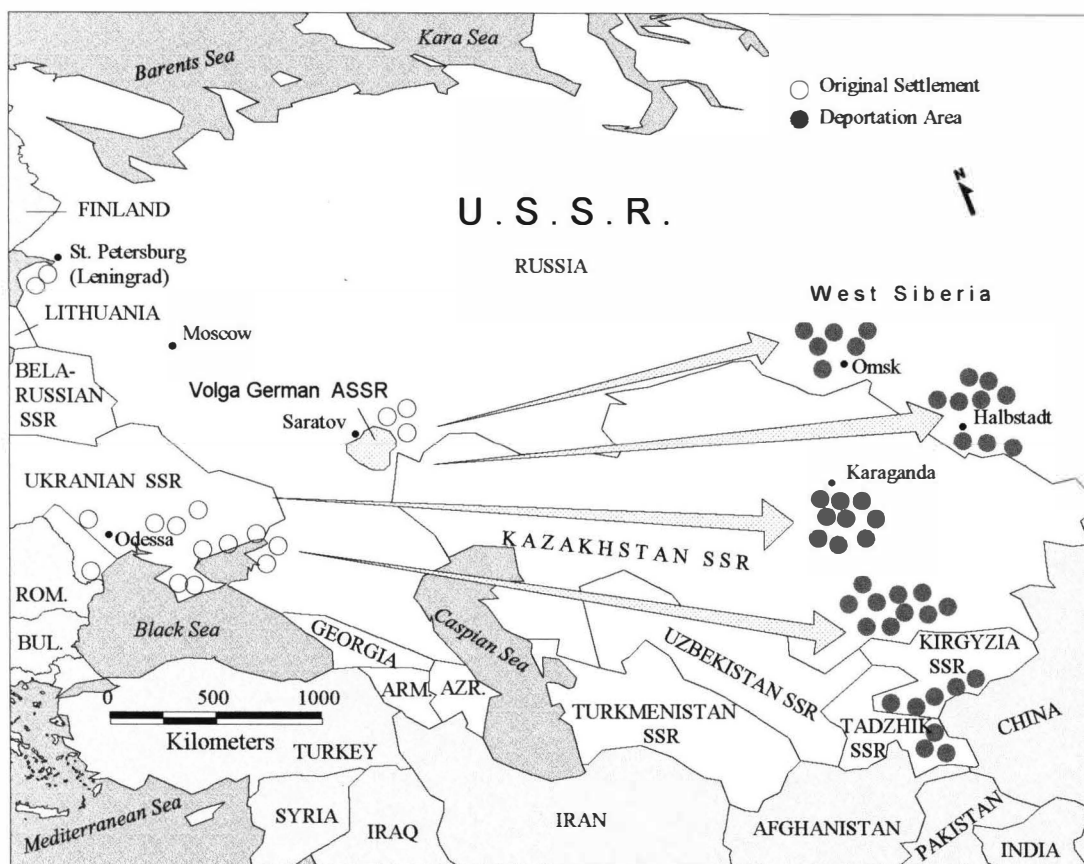 Barents Sea
Kara Sea
Original Settlement
Deportation Area
N
U.S.S.R.
FINLAND
St. Petersburg
(Leningrad)
RUSSIA
West Siberia
LITHUANIA
Moscow
Omsk
BELA-
RUSSIAN
SSR
Volga German ASSR
Saratov
Halbstadt
UKRANIAN SSR
Karaganda
Odessa
KAZAKHSTAN SSR
ROM.
Black Sea
Caspian Sea
BUL.
GEORGIA
UZBEKISTAN SSR
KIRGYZIA
SSR
0 500 1000
Kilometers
ARM.
AZR.
TURKMENISTAN
SSR
TADZHIK
SSR
CHINA
TURKEY
Mediterranean Sea
SYRIA
IRAQ
IRAN
AFGHANISTAN
PAKISTAN
INDIA